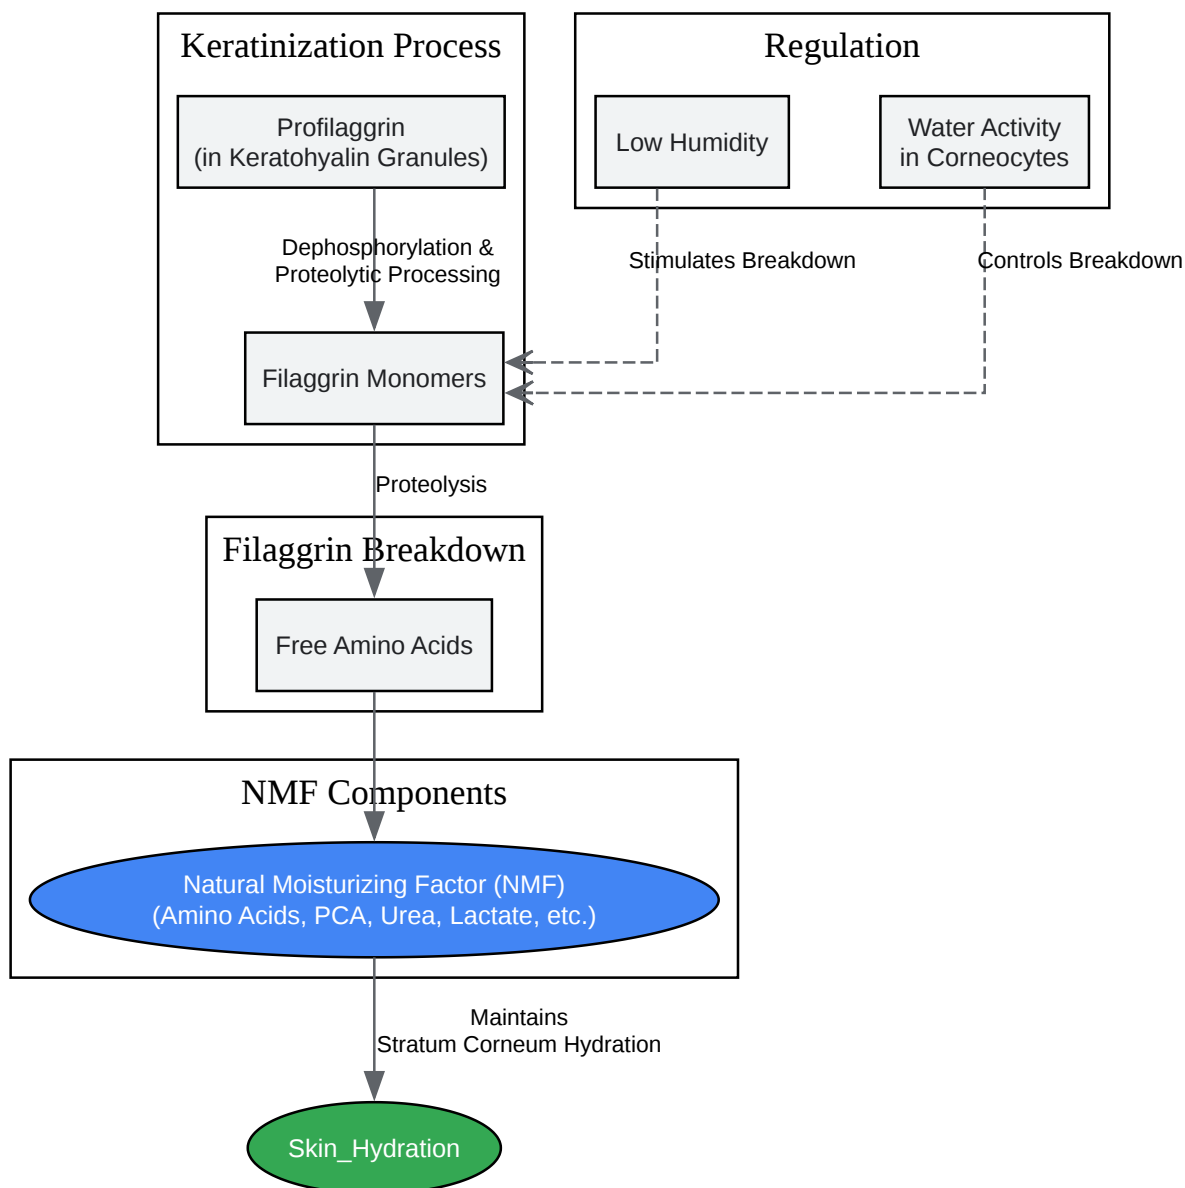 Keratinization Process
Regulation
Profilaggrin
(in Keratohyalin Granules)
Low Humidity
Water Activity
in Corneocytes
Dephosphorylation &
Proteolytic Processing
Stimulates Breakdown
Controls Breakdown
Filaggrin Monomers
Proteolysis
Filaggrin Breakdown
Free Amino Acids
NMF Components
Natural Moisturizing Factor (NMF)
(Amino Acids, PCA, Urea, Lactate, etc.)
Maintains
Stratum Corneum Hydration
Skin_Hydration